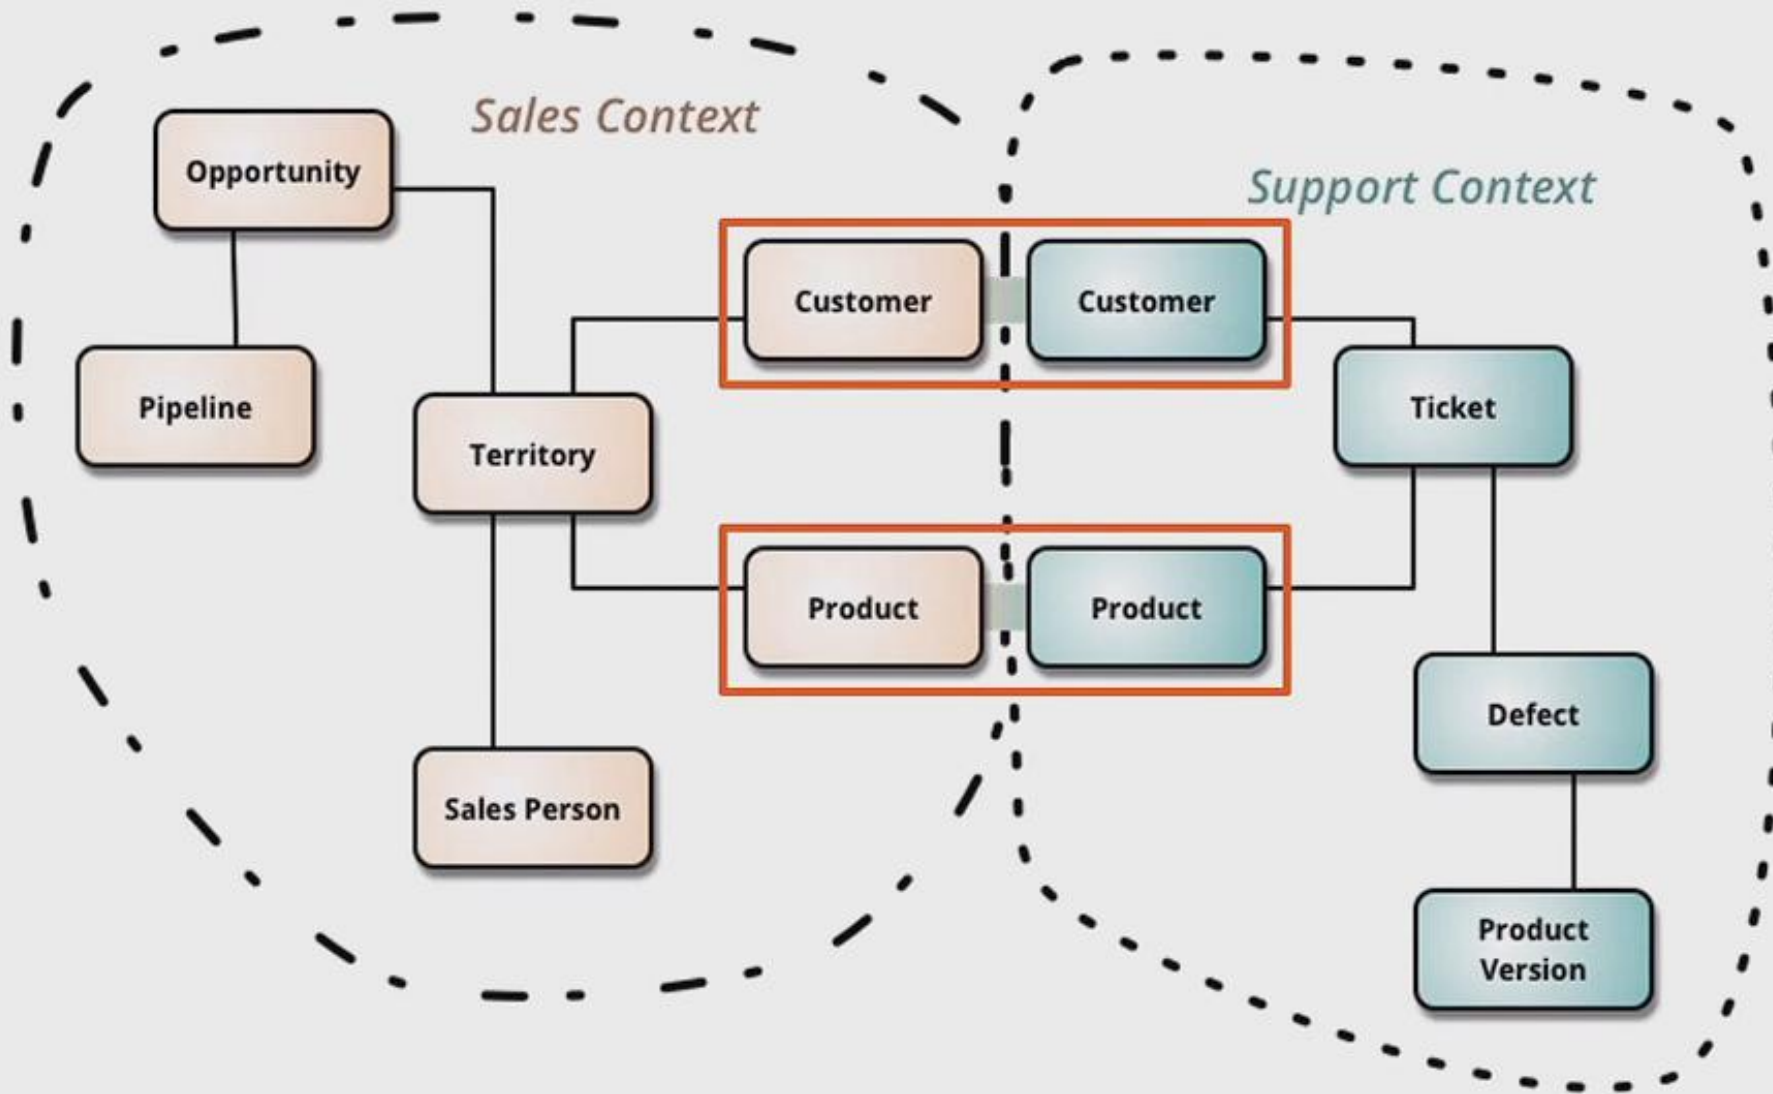 Sales Context
Opportunity
Support Context
Customer
Customer
Pipeline
Ticket
Territory
Product
Product
Defect
Sales Person
Product
Version